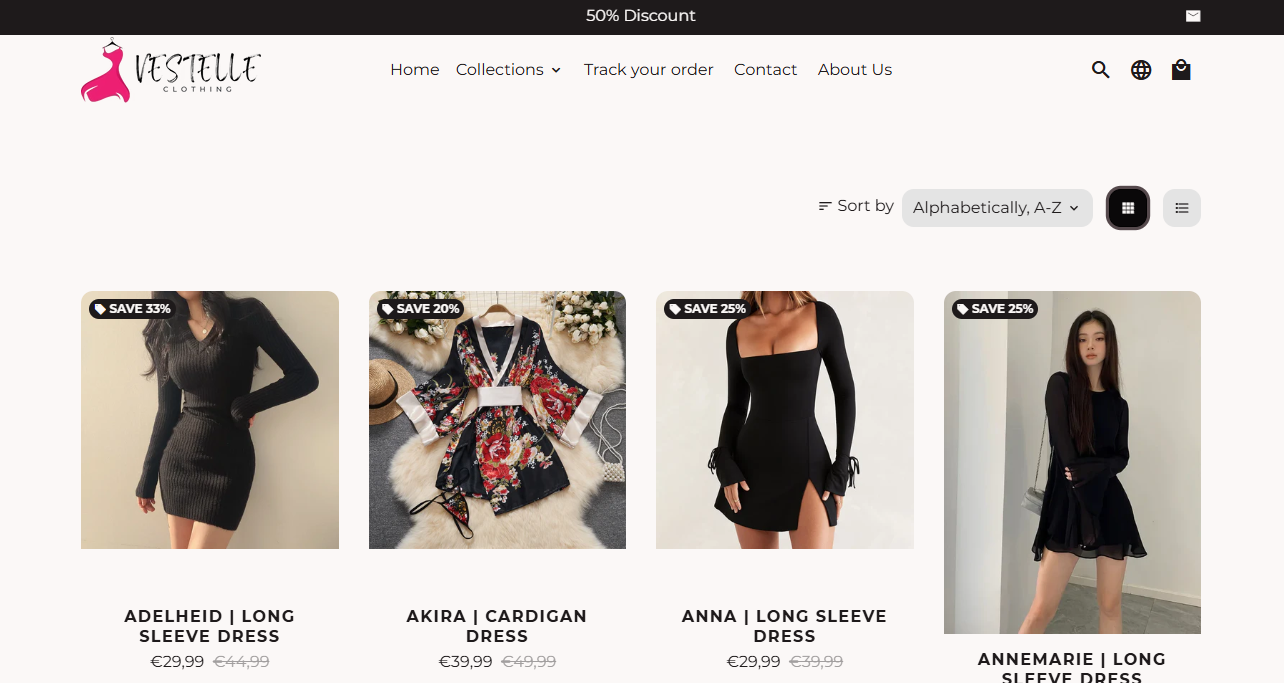 50% Discount
VESTELLE
CLOTHING
Home Collections Track your order Contact About Us
Sort by Alphabetically, A-Z
SAVE 33%
SAVE 20%
SAVE 25%
SAVE 25%
ADELHEID | LONG
SLEEVE DRESS
€29,99 €44,99
AKIRA | CARDIGAN
DRESS
€39,99 €49,99
ANNA | LONG SLEEVE
DRESS
€29,99 €39,99
ANNEMARIE | LONG
SLEEVE DRESS